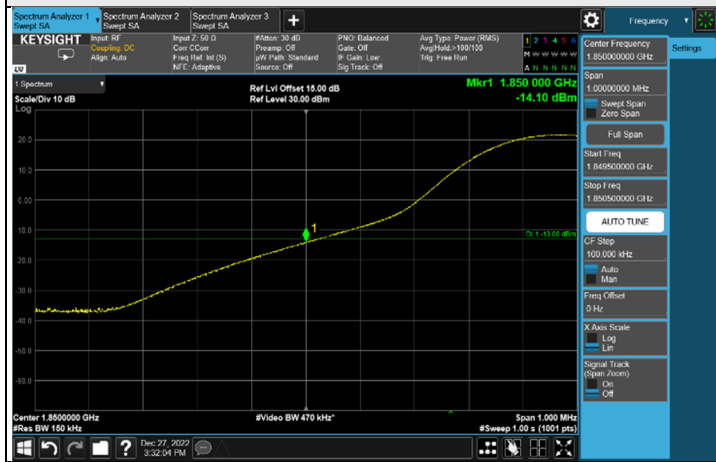 Spectrum Analyzer 1
Swept SA
Spectrum Analyzer 2
Swept SA
Spectrum Analyzer 3
Swept SA
+
Frequency
KEYSIGHT
Input: RF
Coupling: DC
Align: Auto
Input Z: 50 Ω
Corr CCorr
Freq Ref: Int (S)
NFE: Adaptive
#Atten: 30 dB
Preamp: Off
µW Path: Standard
Source: Off
PNO: Balanced
Gate: Off
IF Gain: Low
Sig Track: Off
Avg Type: Power (RMS)
Avg|Hold:>100/100
Trig: Free Run
1 2 3 4 5 6
M W W W W W
A N N N N N
1 Spectrum
Scale/Div 10 dB
Log
Ref Lvl Offset 15.00 dB
Ref Level 30.00 dBm
Mkr1 1.850 000 GHz
-14.10 dBm
20.0
10.0
0.00
-10.0
-20.0
-30.0
-40.0
-50.0
-60.0
1
DL1 -13.00 dBm
Center 1.8500000 GHz
#Res BW 150 kHz
#Video BW 470 kHz*
Span 1.000 MHz
#Sweep 1.00 s (1001 pts)
Center Frequency
1.850000000 GHz
Settings
Span
1.00000000 MHz
Swept Span
Zero Span
Full Span
Start Freq
1.849500000 GHz
Stop Freq
1.850500000 GHz
AUTO TUNE
CF Step
100.000 kHz
Auto
Man
Freq Offset
0 Hz
X Axis Scale
Log
Lin
Signal Track
(Span Zoom)
On
Off
?
Dec 27, 2022
3:32:04 PM